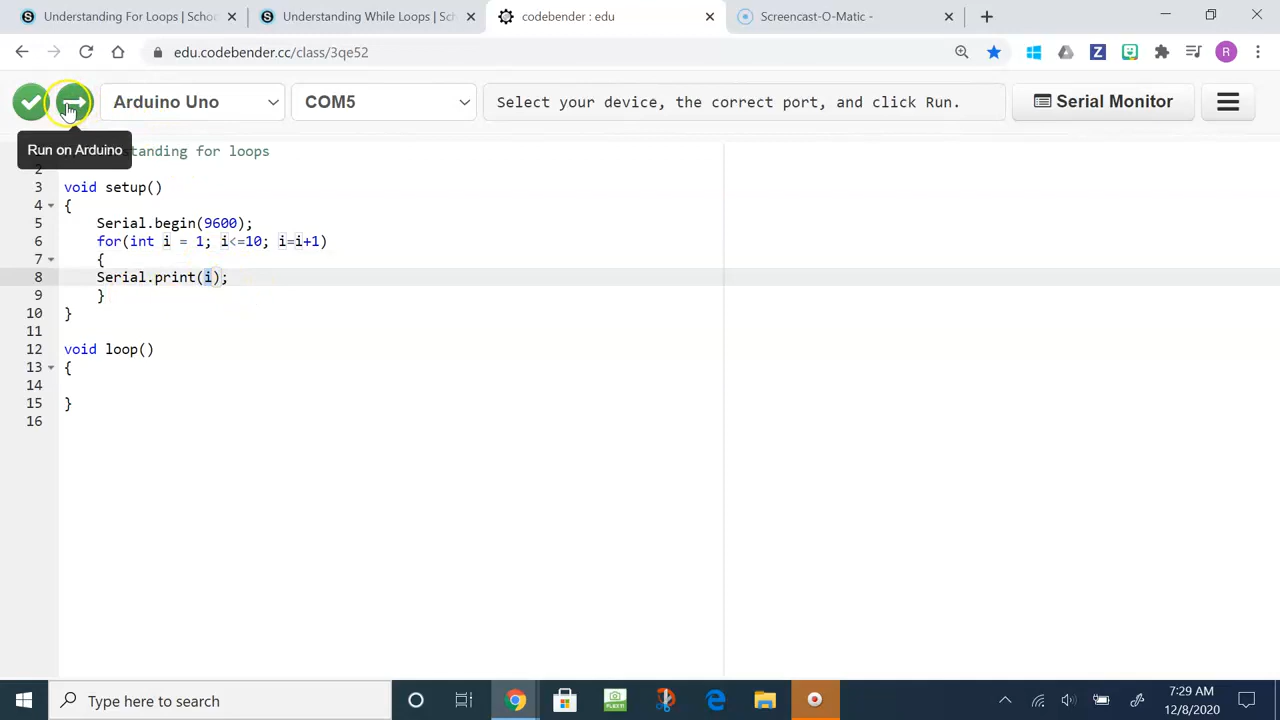 Understanding For Loops | Schoo
Understanding While Loops | Sch
codebender : edu
Screencast-O-Matic -
edu.codebender.cc/class/3qe52
Z
R
Arduino Uno
COM5
Select your device, the correct port, and click Run.
Serial Monitor
Run on Arduino
standing for loops
2
3 void setup()
4 {
5 Serial.begin(9600);
6 for(int i = 1; i<=10; i=i+1)
7 {
8 Serial.print(i);
9 }
10 }
11
12 void loop()
13 {
14
15 }
16
Type here to search
7:29 AM
12/8/2020